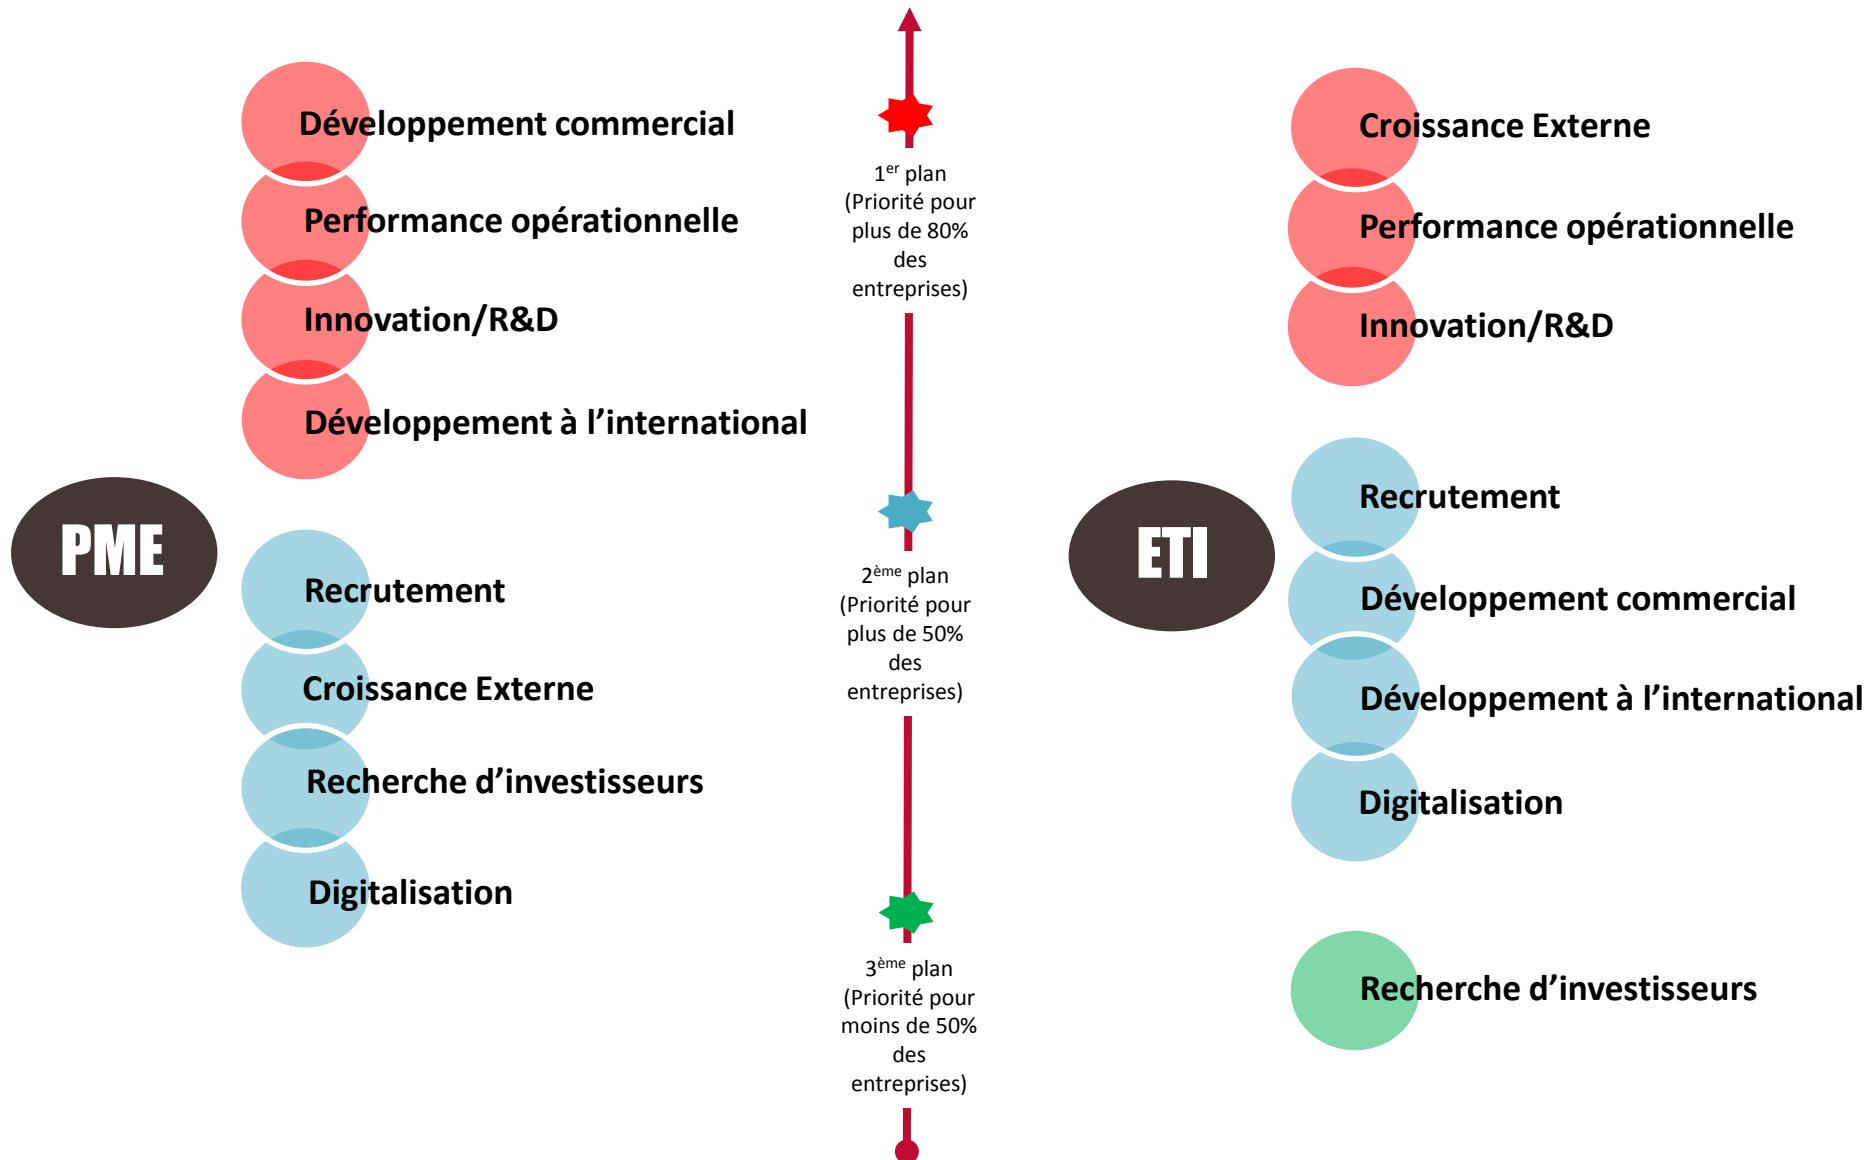 PME
Développement commercial
Performance opérationnelle
Innovation/R&D
Développement à l’international
Recrutement
Croissance Externe
Recherche d’investisseurs
Digitalisation
1er plan
(Priorité pour
plus de 80%
des
entreprises)
2ème plan
(Priorité pour
plus de 50%
des
entreprises)
3ème plan
(Priorité pour
moins de 50%
des
entreprises)
ETI
Croissance Externe
Performance opérationnelle
Innovation/R&D
Recrutement
Développement commercial
Développement à l’international
Digitalisation
Recherche d’investisseurs